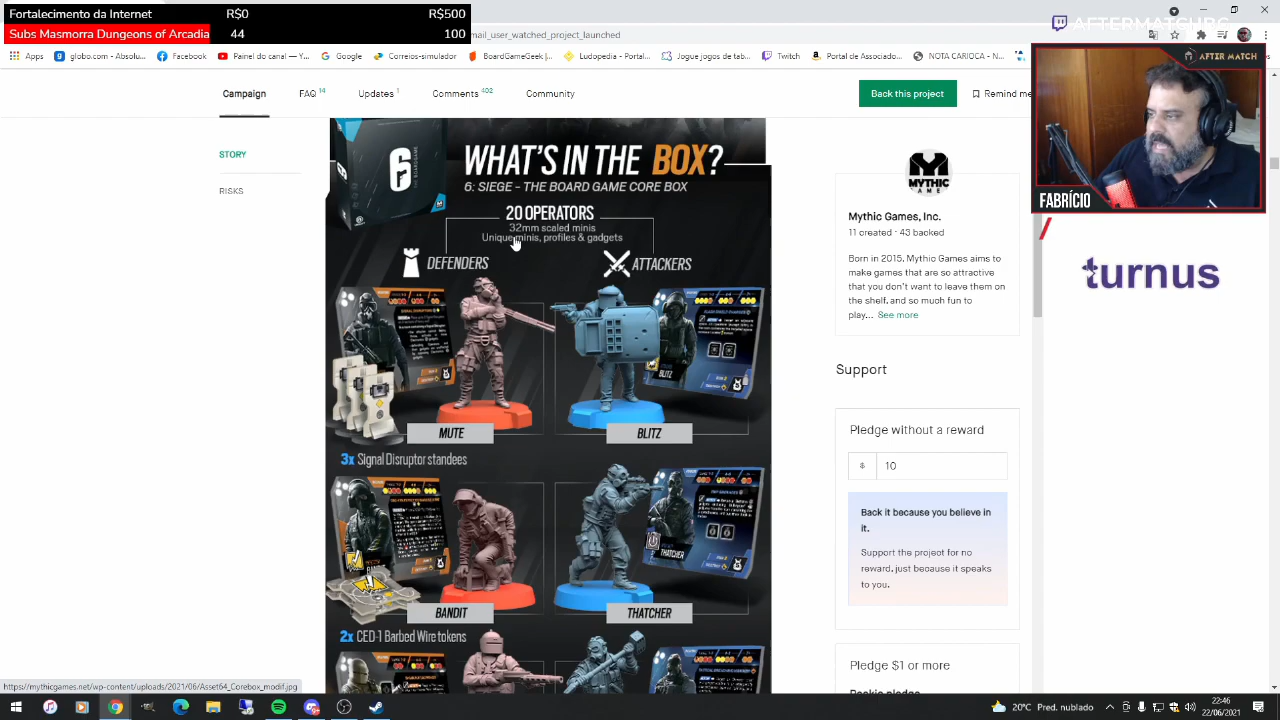 Fortalecimento da Internet R$0 R$500
Subs Masmorra Dungeons of Arcadia 44 100
AFTERMATCHBG
mail_user_watched_project_launched
Apps globo.com - Absolu... Facebook Painel do canal — Y... Google Correios-simulador Board Ludopedia - Portal... Jogue jogos de tab... Twitch Portal de Associado... NOTA CARIOCA - N...
AFTER MATCH
Campaign FAQ 14 Updates 1 Comments 402 Community
Back this project
Remind me
STORY
RISKS
6
WHAT'S IN THE BOX?
6: SIEGE - THE BOARD GAME CORE BOX
20 OPERATORS
32mm scaled minis
Unique minis, profiles & gadgets
DEFENDERS
ATTACKERS
MUTE
BLITZ
3x Signal Disruptor standees
BANDIT
THATCHER
2x CED-1 Barbed Wire tokens
MYTHIC
GAMES
Mythic Games, Inc.
11 created · 43 backed
Born in 2015, Mythic Games aims to
make games that are so attractive
that you don't want to leave them on
the shelf, and so much fun to
See more
Support
Pledge without a reward
$ 10
Back it because you believe in
it.
Support the project for no
reward, just because it speaks
to you.
Pledge $1 or more
FABRÍCIO
turnus
https://mythicgames.net/wp-content/uploads/2021/06/Asset64_Corebox_modif.jpg
20°C Pred. nublado
22:46
22/06/2021